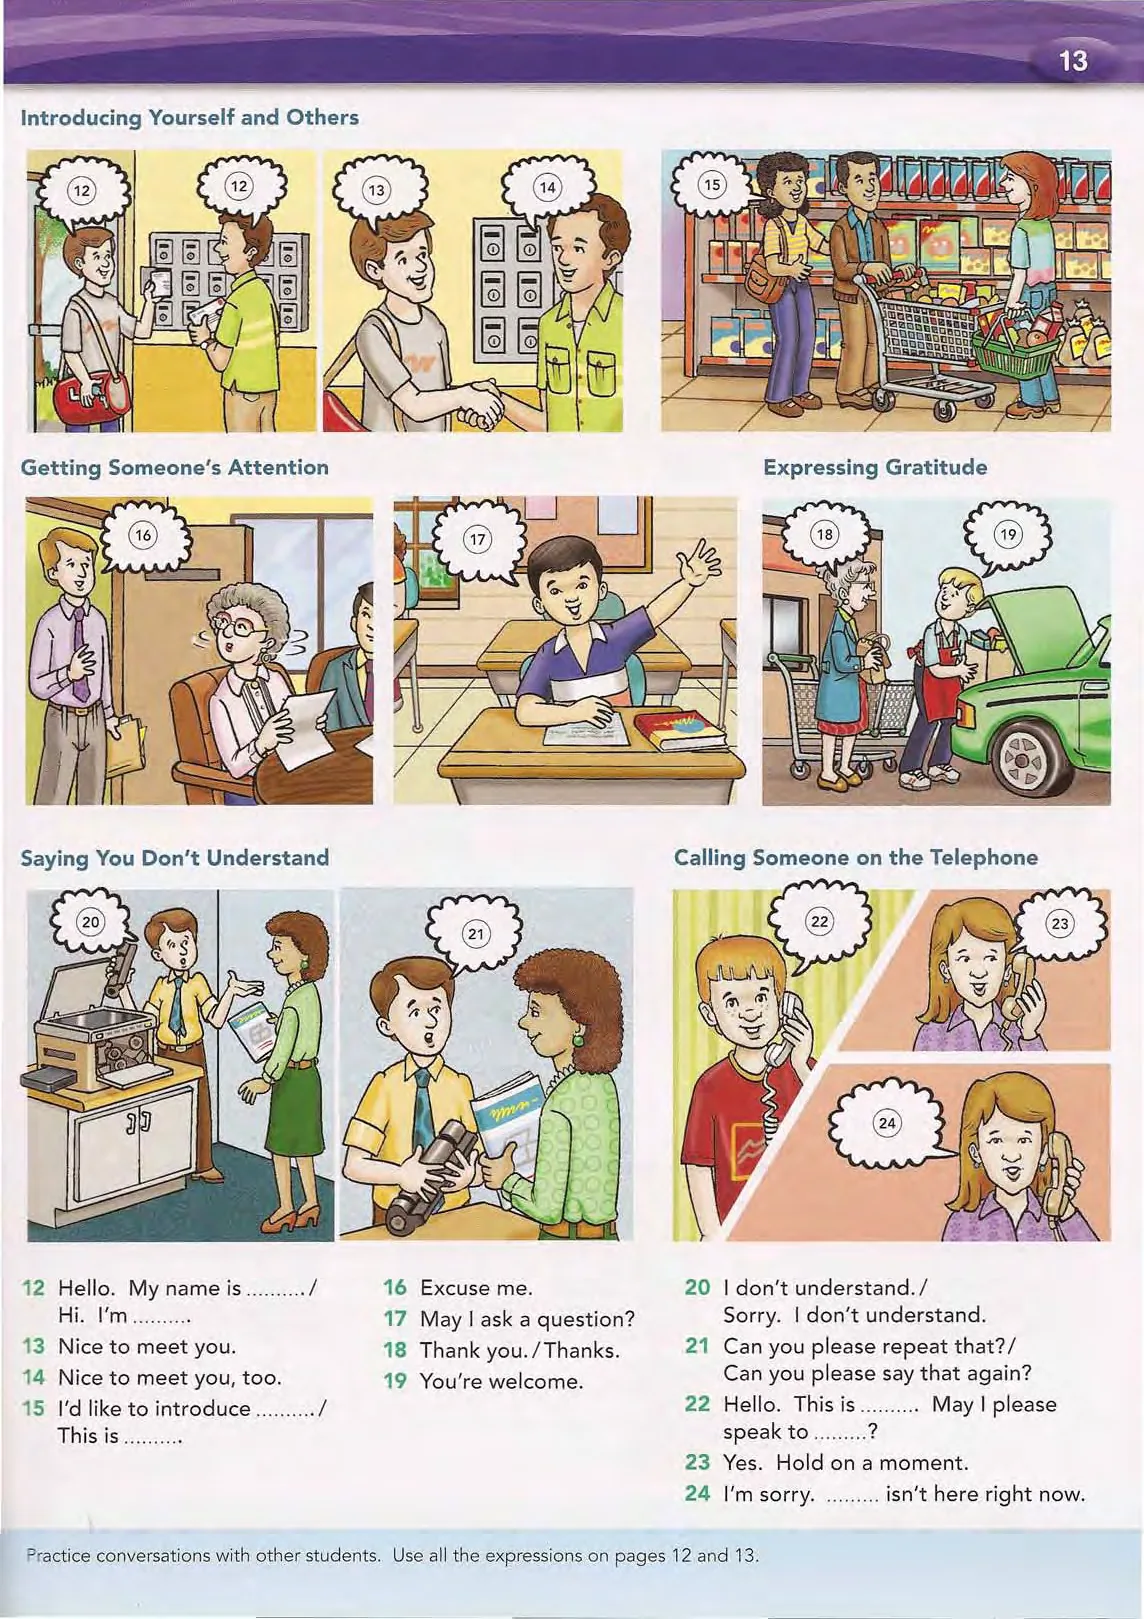 13
Introducing Yourself and Others
12
12
13
14
15
Getting Someone's Attention
Expressing Gratitude
16
17
18
19
Saying You Don't Understand
Calling Someone on the Telephone
20
21
22
23
24
12 Hello. My name is .......... /
Hi. I'm ..........
13 Nice to meet you.
14 Nice to meet you, too.
15 I'd like to introduce .......... /
This is ..........
16 Excuse me.
17 May I ask a question?
18 Thank you. / Thanks.
19 You're welcome.
20 I don't understand. /
Sorry. I don't understand.
21 Can you please repeat that? /
Can you please say that again?
22 Hello. This is .......... May I please
speak to .........?
23 Yes. Hold on a moment.
24 I'm sorry. ......... isn't here right now.
Practice conversations with other students. Use all the expressions on pages 12 and 13.